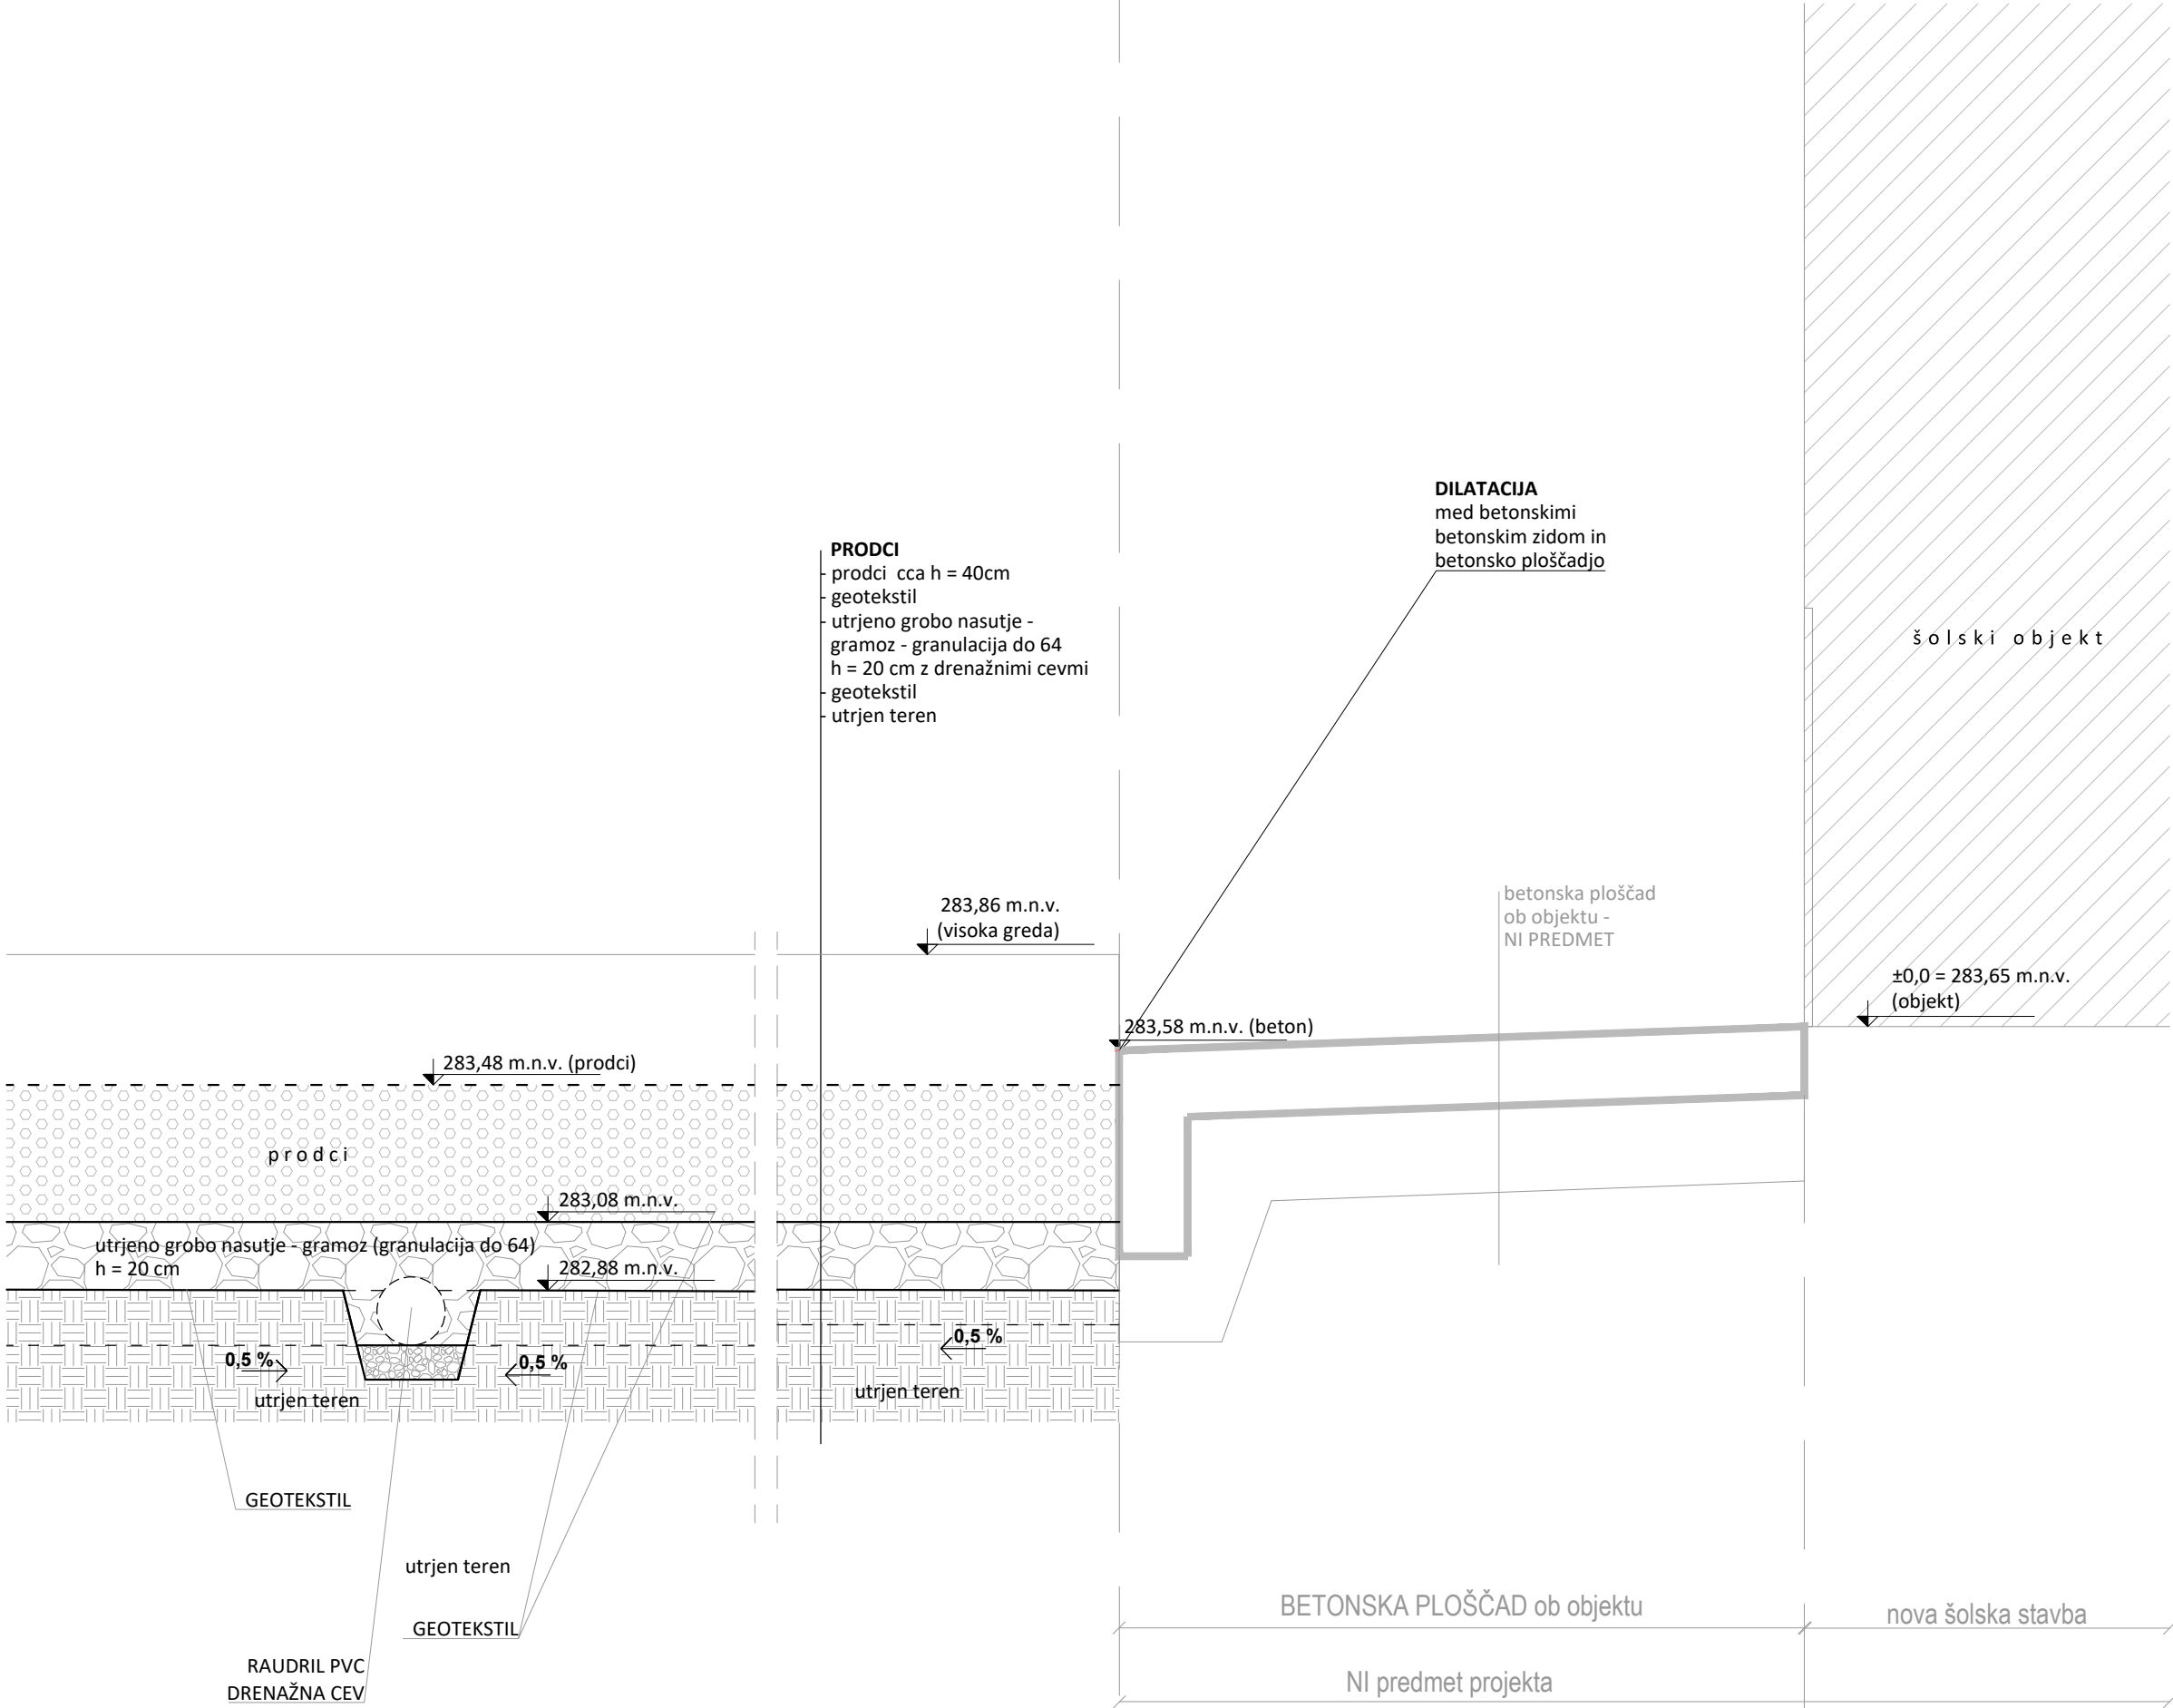 DILATACIJA
med betonskimi
betonskim zidom in
betonsko ploščadjo
PRODCI
prodci cca h = 40cm
geotekstil
utrjeno grobo nasutje -
gramoz - granulacija do 64
h = 20 cm z drenažnimi cevmi
geotekstil
utrjen teren
šolski objekt
betonska ploščad
ob objektu -
NI PREDMET
283,86 m.n.v.
(visoka greda)
±0,0 = 283,65 m.n.v.
(objekt)
283,58 m.n.v. (beton)
283,48 m.n.v. (prodci)
prodci
283,08 m.n.v.
utrjeno grobo nasutje - gramoz (granulacija do 64)
h = 20 cm
282,88 m.n.v.
0,5 %
0,5 %
0,5 %
utrjen teren
utrjen teren
GEOTEKSTIL
utrjen teren
GEOTEKSTIL
RAUDRIL PVC
DRENAŽNA CEV
BETONSKA PLOŠČAD ob objektu
nova šolska stavba
NI predmet projekta